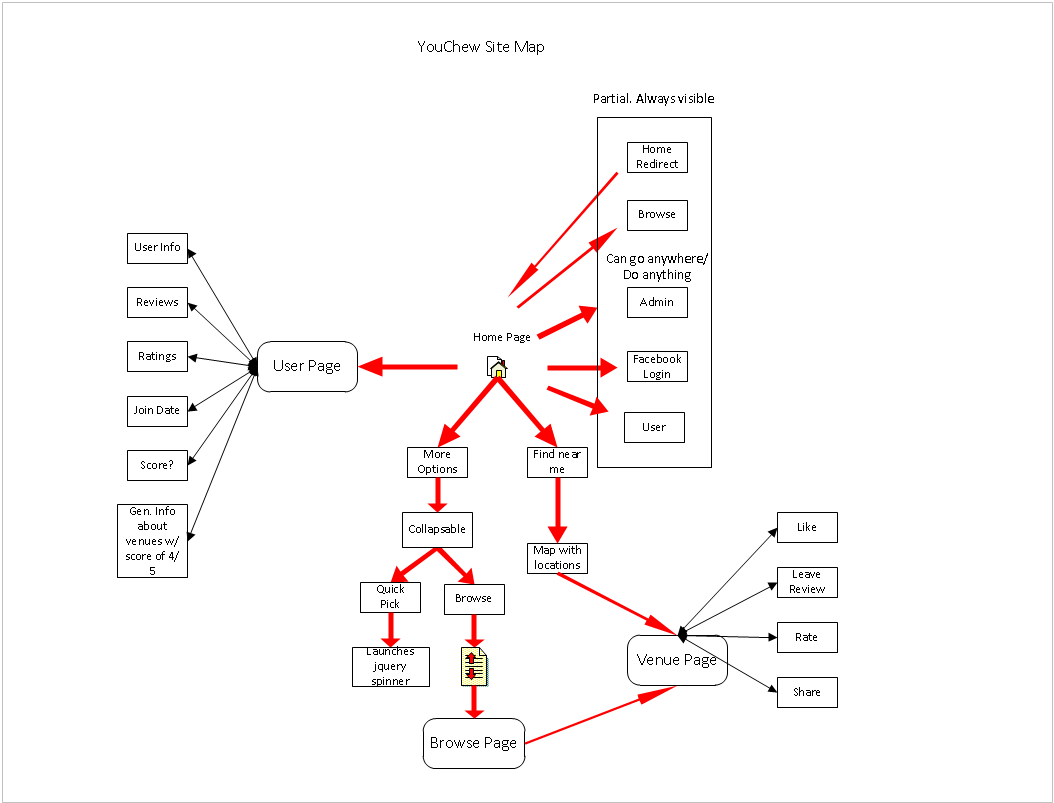 YouChew Site Map
Partial. Always visible
Home
Redirect
Browse
Can go anywhere/
Do anything
Admin
Facebook
Login
User
Home Page
User Info
Reviews
Ratings
Join Date
Score?
Gen. Info
about
venues w/
score of 4/
5
User Page
More
Options
Find near
me
Collapsable
Map with
locations
Quick
Pick
Browse
Launches
jquery
spinner
Browse Page
Venue Page
Like
Leave
Review
Rate
Share